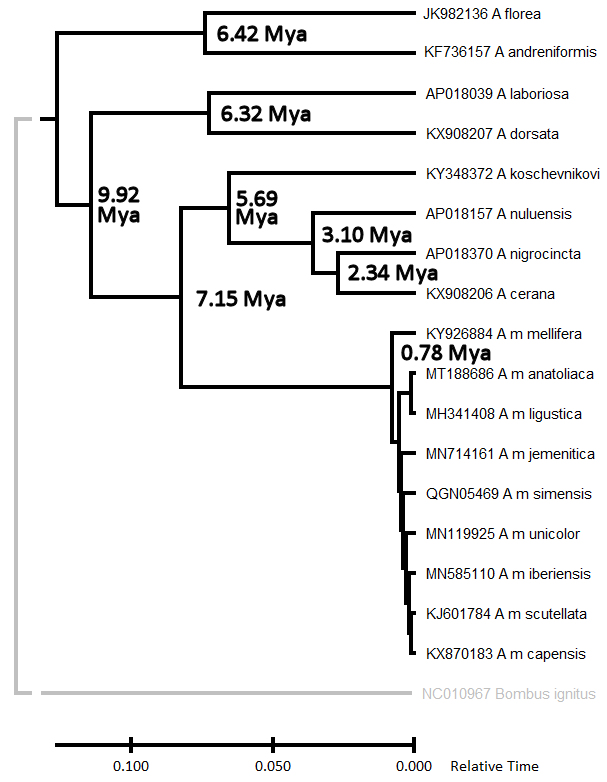 JK982136 A florea
6.42 Mya
KF736157 A andreniformis
AP018039 A laboriosa
6.32 Mya
KX908207 A dorsata
KY348372 A koschevnikovi
9.92
Mya
5.69
Mya
AP018157 A nuluensis
3.10 Mya
AP018370 A nigrocincta
2.34 Mya
KX908206 A cerana
7.15 Mya
KY926884 A m mellifera
0.78 Mya
MT188686 A m anatoliaca
MH341408 A m ligustica
MN714161 A m jemenitica
QGN05469 A m simensis
MN119925 A m unicolor
MN585110 A m iberiensis
KJ601784 A m scutellata
KX870183 A m capensis
NC010967 Bombus ignitus
0.100 0.050 0.000 Relative Time